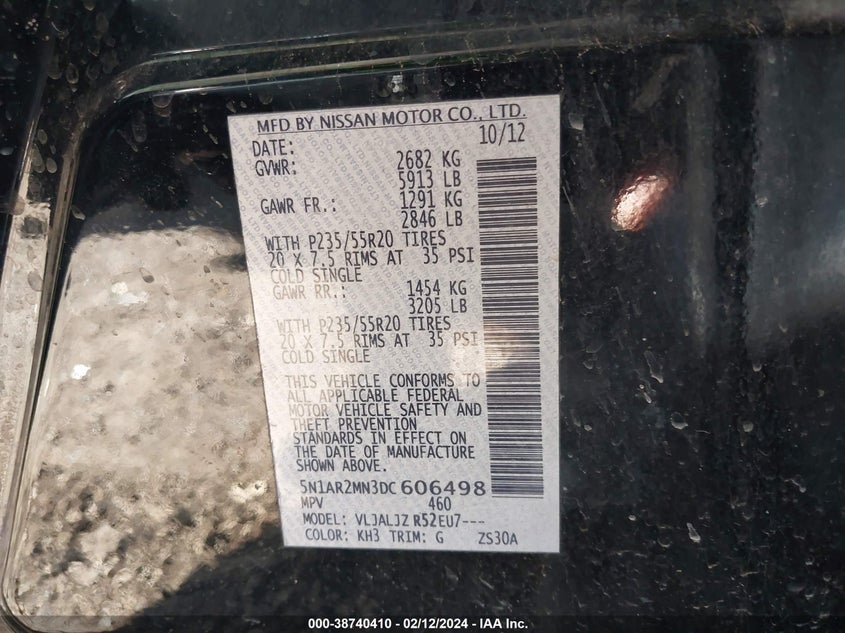 MFD BY NISSAN MOTOR CO., LTD.
DATE: 10/12
GVWR: 2682 KG
5913 LB
GAWR FR.: 1291 KG
2846 LB
WITH P235/55R20 TIRES
20 X 7.5 RIMS AT 35 PSI
COLD SINGLE
GAWR RR.: 1454 KG
3205 LB
WITH P235/55R20 TIRES
20 X 7.5 RIMS AT 35 PSI
COLD SINGLE
THIS VEHICLE CONFORMS TO
ALL APPLICABLE FEDERAL
MOTOR VEHICLE SAFETY AND
THEFT PREVENTION
STANDARDS IN EFFECT ON
THE DATE OF MANUFACTURE
SHOWN ABOVE.
5N1AR2MN3DC606498
MPV 460
MODEL: VLJALJZ R52EU7---
COLOR: KH3 TRIM: G ZS30A
000-38740410 - 02/12/2024 - IAA Inc.